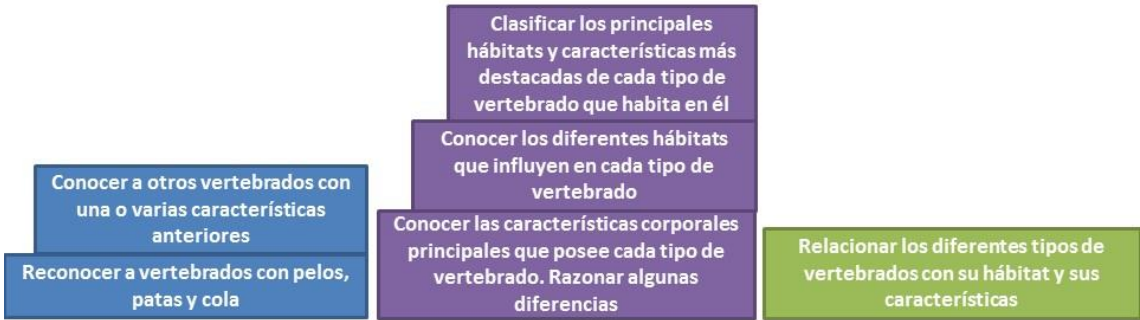 Clasificar los principales
hábitats y características más
destacadas de cada tipo de
vertebrado que habita en él
Conocer los diferentes hábitats
que influyen en cada tipo de
vertebrado
Conocer a otros vertebrados con
una o varias características
anteriores
Reconocer a vertebrados con pelos,
patas y cola
Conocer las características corporales
principales que posee cada tipo de
vertebrado. Razonar algunas
diferencias
Relacionar los diferentes tipos de
vertebrados con su hábitat y sus
características